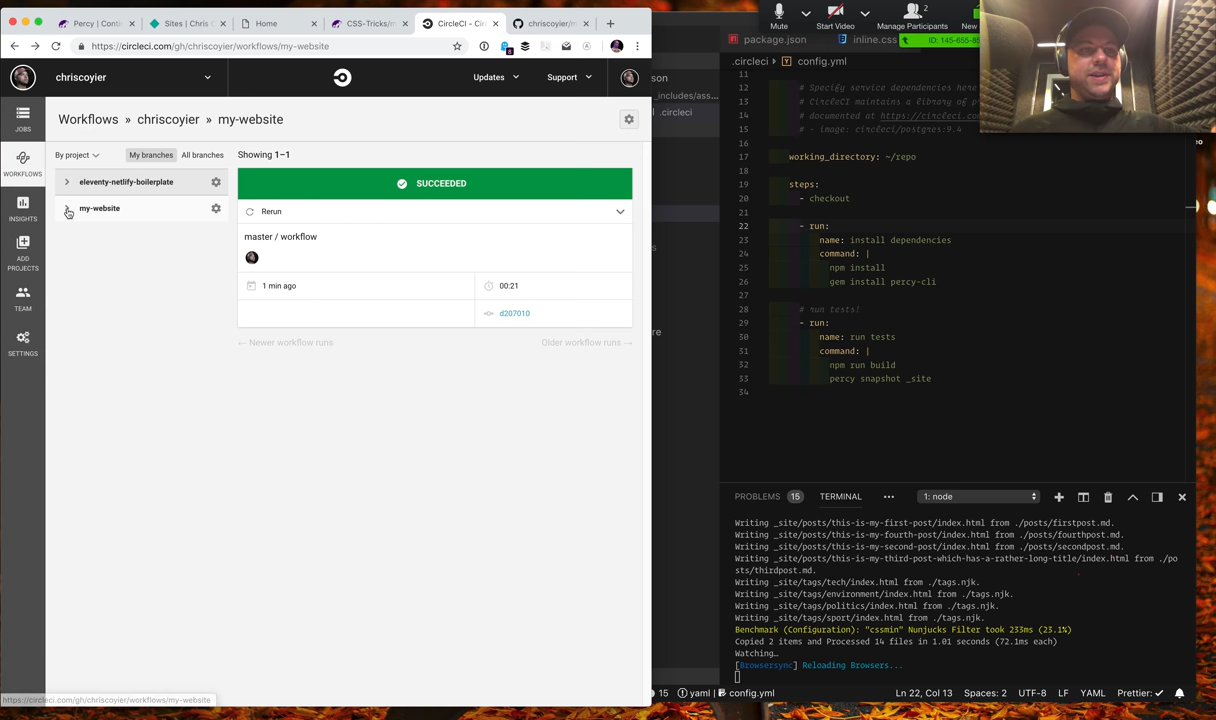 Percy | Conti
Sites | Chris C
Home
CSS-Tricks/m
CircleCI - Circ
chriscoyier/m
https://circleci.com/gh/chriscoyier/workflows/my-website
8
chriscoyier
Updates
Support
JOBS
WORKFLOWS
INSIGHTS
ADD
PROJECTS
TEAM
SETTINGS
Workflows » chriscoyier » my-website
By project
My branches
All branches
Showing 1–1
eleventy-netlify-boilerplate
my-website
SUCCEEDED
Rerun
master / workflow
1 min ago
00:21
d207010
← Newer workflow runs
Older workflow runs →
https://circleci.com/gh/chriscoyier/workflows/my-website
Mute
Start Video
Manage Participants
2
New
package.json
inline.css
ID: 145-655-85
.circleci › config.yml
son
_includes/ass...
.circleci
11
12 # Specify service dependencies here
13 # CircleCI maintains a library of p
14 # documented at https://circleci.com
15 # - image: circleci/postgres:9.4
16
17 working_directory: ~/repo
18
19 steps:
20 - checkout
21
22 - run:
23 name: install dependencies
24 command: |
25 npm install
26 gem install percy-cli
27
28 # run tests!
29 - run:
30 name: run tests
31 command: |
32 npm run build
33 percy snapshot _site
34
PROBLEMS 15 TERMINAL ••• 1: node
Writing _site/posts/this-is-my-first-post/index.html from ./posts/firstpost.md.
Writing _site/posts/this-is-my-fourth-post/index.html from ./posts/fourthpost.md.
Writing _site/posts/this-is-my-second-post/index.html from ./posts/secondpost.md.
Writing _site/posts/this-is-my-third-post-which-has-a-rather-long-title/index.html from ./po
sts/thirdpost.md.
Writing _site/tags/tech/index.html from ./tags.njk.
Writing _site/tags/environment/index.html from ./tags.njk.
Writing _site/tags/politics/index.html from ./tags.njk.
Writing _site/tags/sport/index.html from ./tags.njk.
Benchmark (Configuration): "cssmin" Nunjucks Filter took 233ms (23.1%)
Copied 2 items and Processed 14 files in 1.01 seconds (72.1ms each)
Watching…
[Browsersync] Reloading Browsers...
15 yaml | config.yml
Ln 22, Col 13 Spaces: 2 UTF-8 LF YAML Prettier: ✓